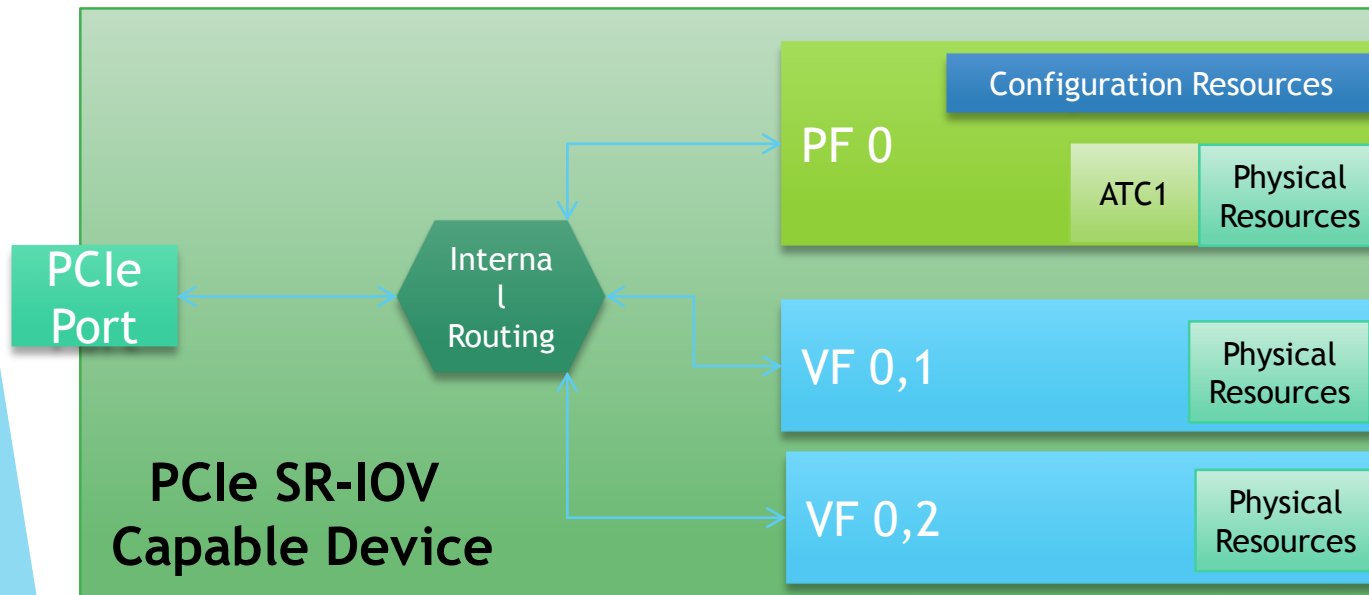 Configuration Resources
PF 0
ATC1
Physical
Resources
PCIe
Port
Interna
l
Routing
VF 0,1
Physical
Resources
PCIe SR-IOV
Capable Device
VF 0,2
Physical
Resources